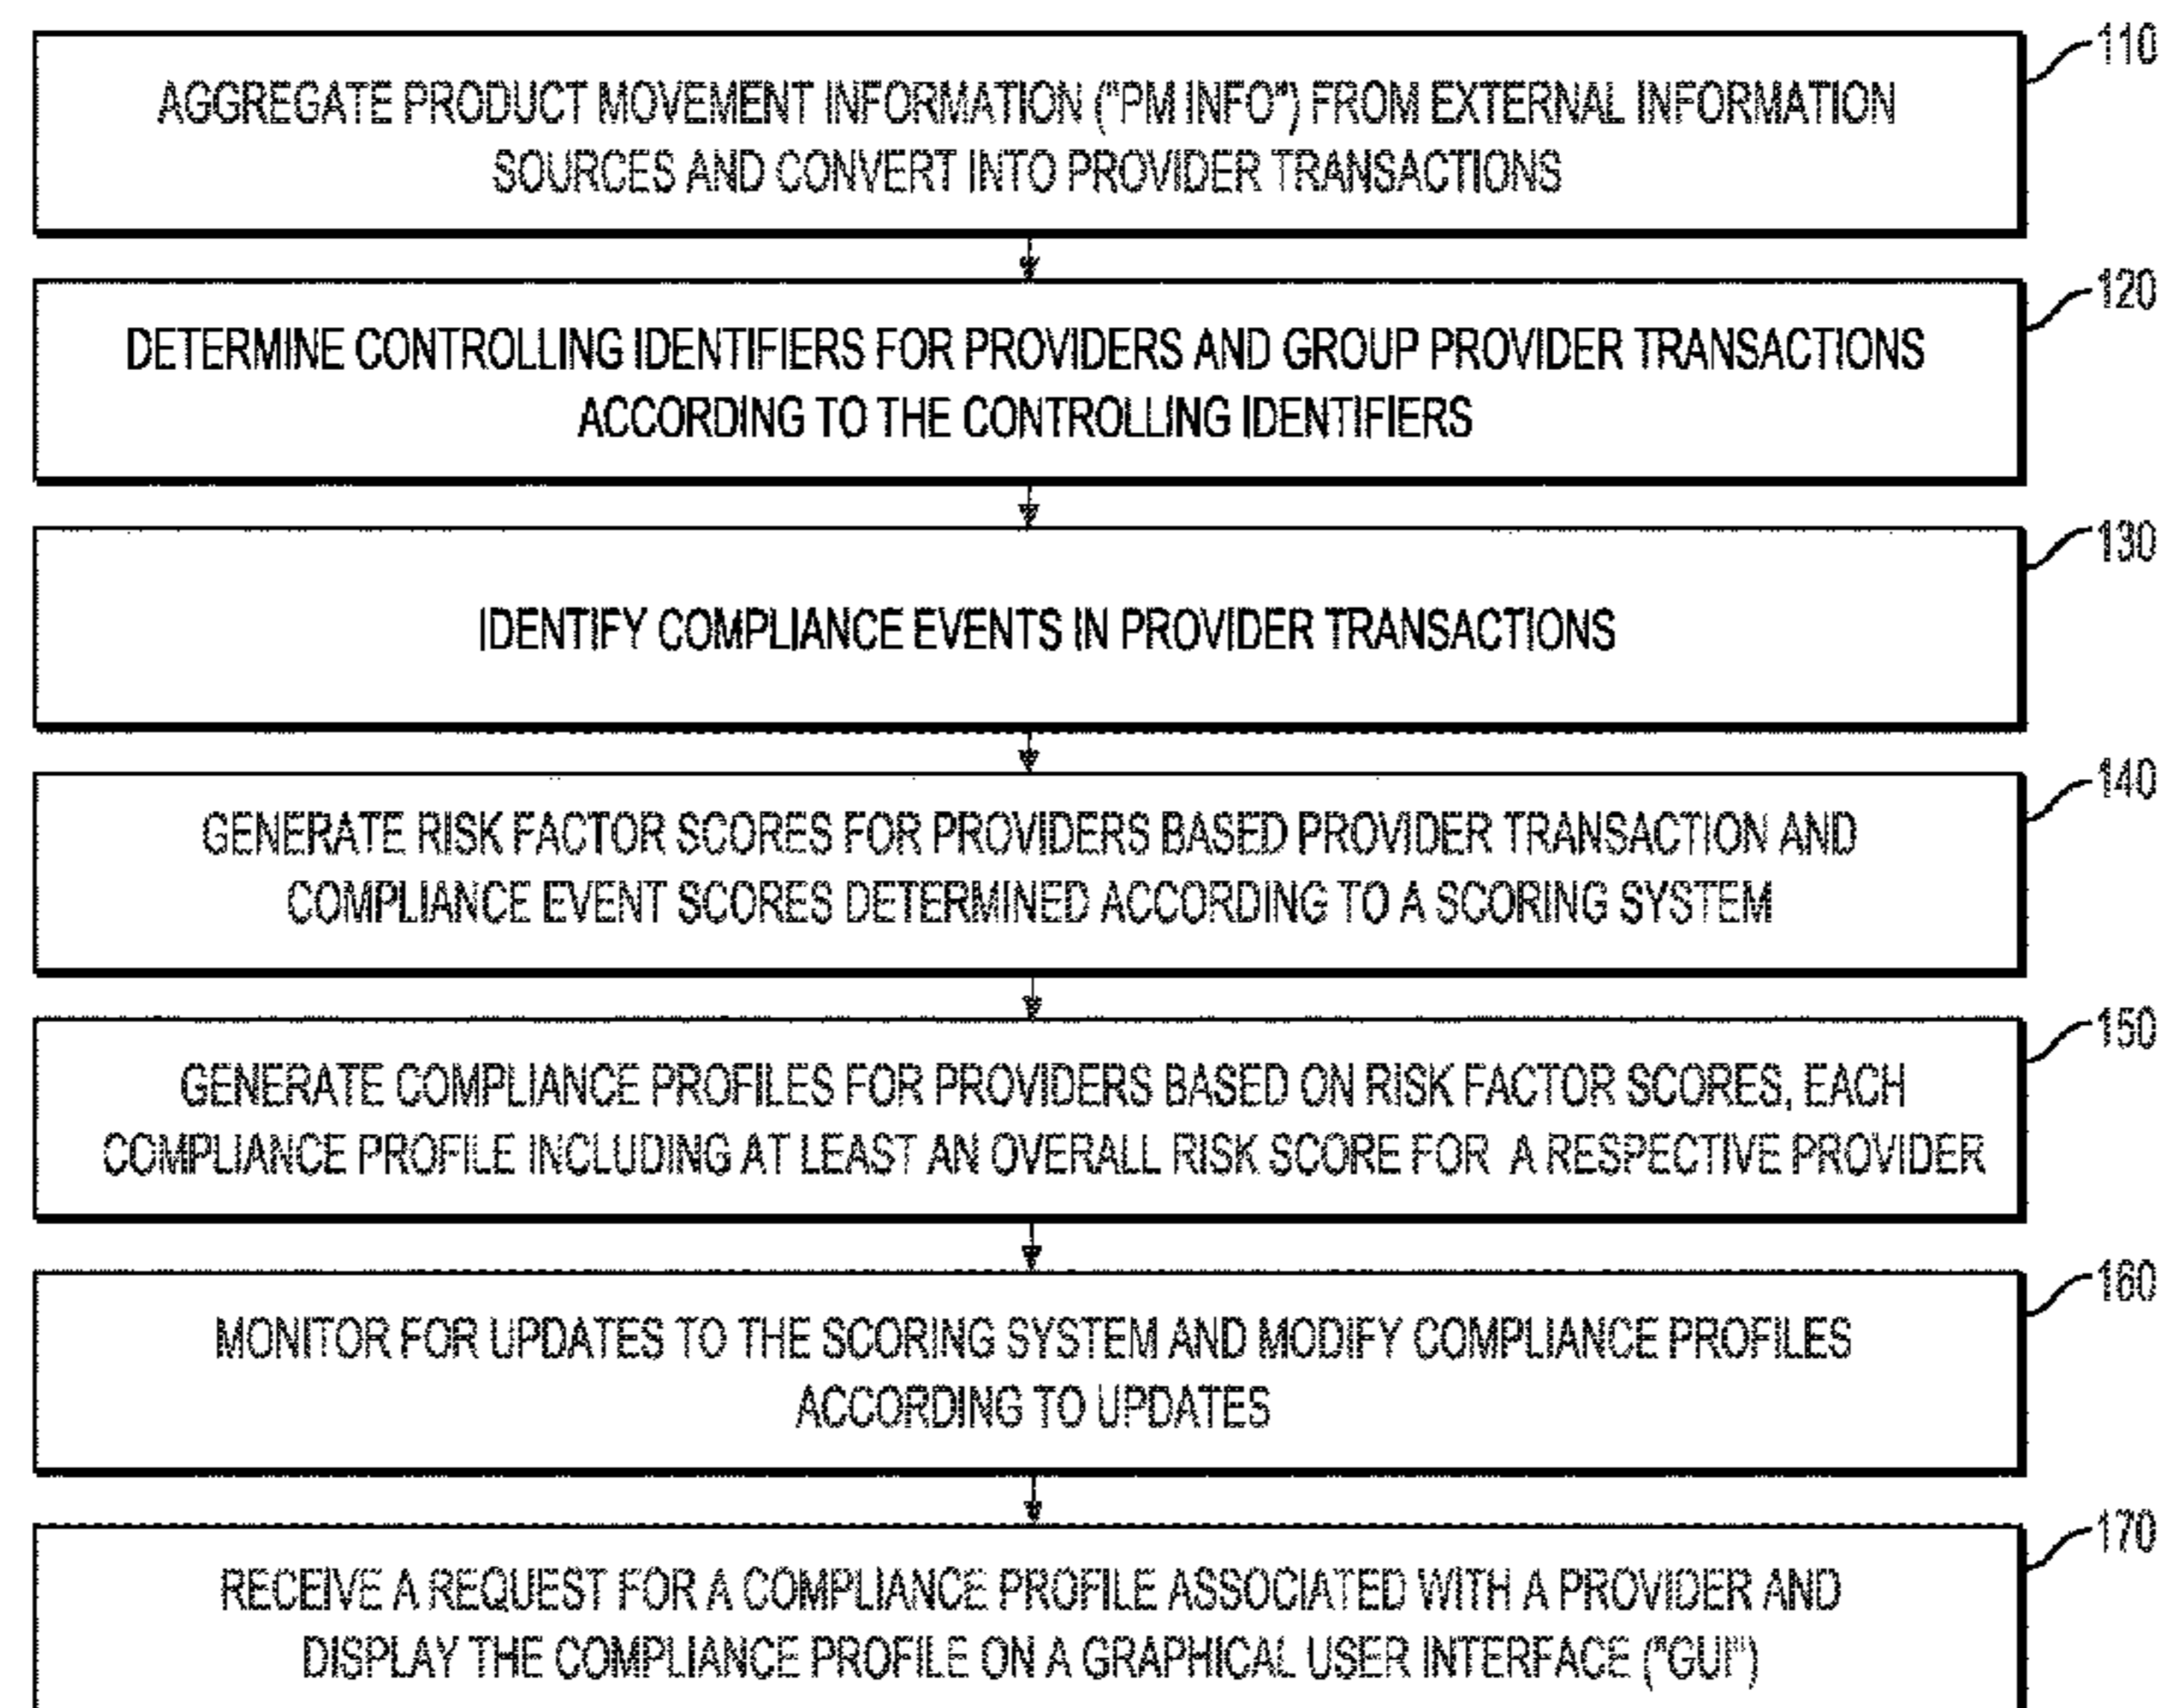 110
AGGREGATE PRODUCT MOVEMENT INFORMATION ("PM INFO") FROM EXTERNAL INFORMATION
SOURCES AND CONVERT INTO PROVIDER TRANSACTIONS
120
DETERMINE CONTROLLING IDENTIFIERS FOR PROVIDERS AND GROUP PROVIDER TRANSACTIONS
ACCORDING TO THE CONTROLLING IDENTIFIERS
130
IDENTIFY COMPLIANCE EVENTS IN PROVIDER TRANSACTIONS
140
GENERATE RISK FACTOR SCORES FOR PROVIDERS BASED PROVIDER TRANSACTION AND
COMPLIANCE EVENT SCORES DETERMINED ACCORDING TO A SCORING SYSTEM
150
GENERATE COMPLIANCE PROFILES FOR PROVIDERS BASED ON RISK FACTOR SCORES, EACH
COMPLIANCE PROFILE INCLUDING AT LEAST AN OVERALL RISK SCORE FOR A RESPECTIVE PROVIDER
160
MONITOR FOR UPDATES TO THE SCORING SYSTEM AND MODIFY COMPLIANCE PROFILES
ACCORDING TO UPDATES
170
RECEIVE A REQUEST FOR A COMPLIANCE PROFILE ASSOCIATED WITH A PROVIDER AND
DISPLAY THE COMPLIANCE PROFILE ON A GRAPHICAL USER INTERFACE ("GUI")